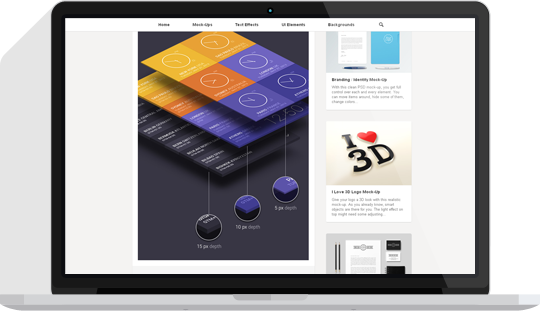 Home Mock-Ups Text Effects UI Elements Backgrounds
Branding - Identity Mock-Up
With this clean PSD mock-up, you get full
control over each and every element. You
can move items around, hide some of them,
change colors...
I
3D
I Love 3D Logo Mock-Up
Give your logo a 3D look with this realistic
mock-up. As you already know, smart
objects are there for you. The light effect on
top might need some adjusting...
5 px depth
10 px depth
15 px depth